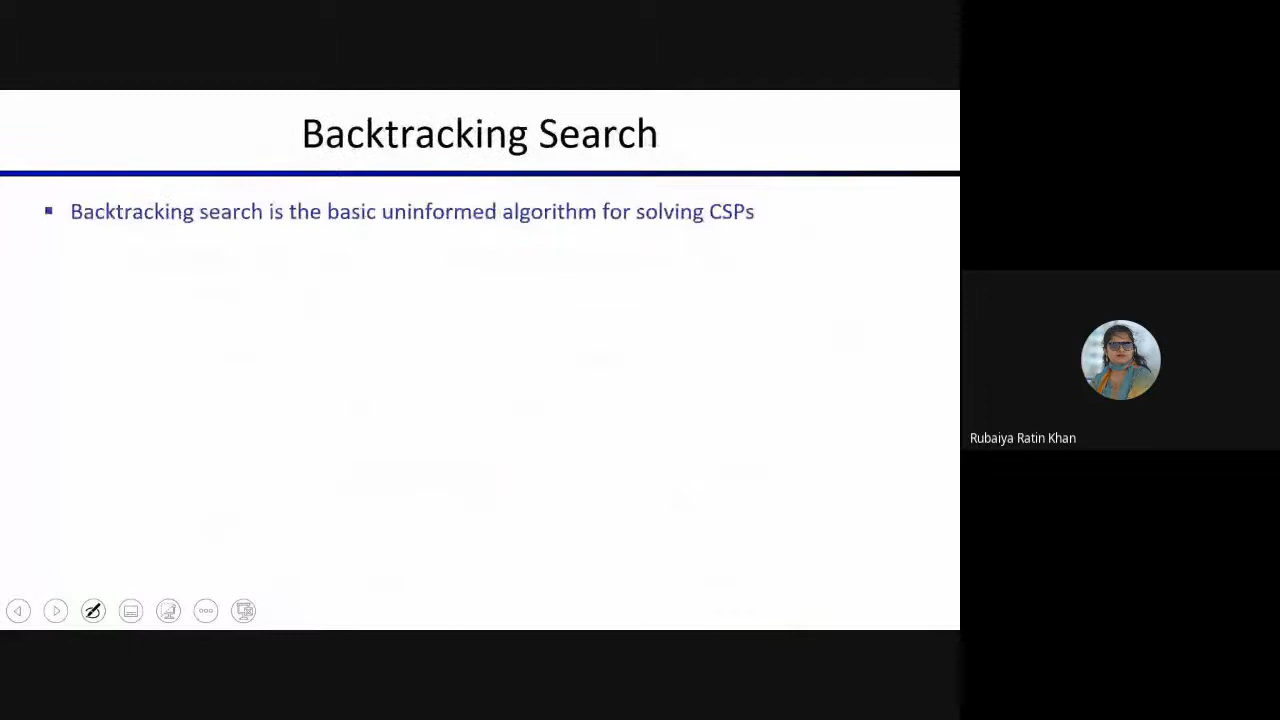 Backtracking Search
Backtracking search is the basic uninformed algorithm for solving CSPs
Rubaiya Ratin Khan